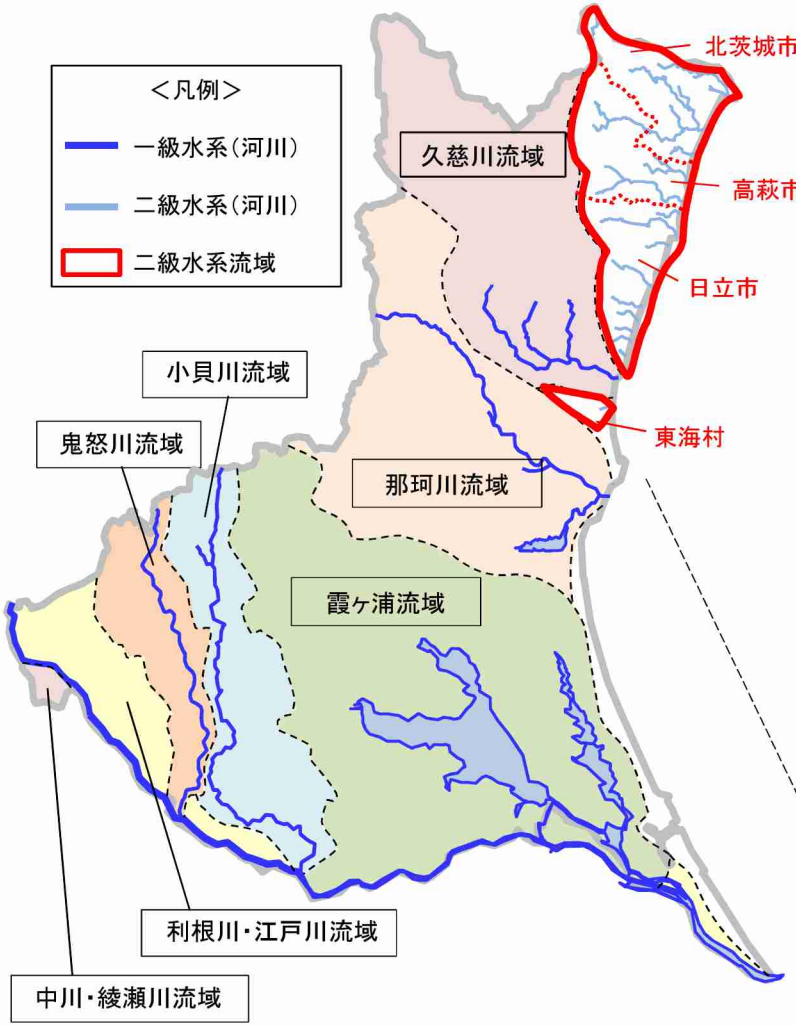 北茨城市
<凡例>
一級水系(河川)
久慈川流域
高萩市
二級水系(河川)
二級水系流域
日立市
小貝川流域
東海村
鬼怒川流域
那珂川流域
霞ヶ浦流域
利根川・江戸川流域
中川・綾瀬川流域